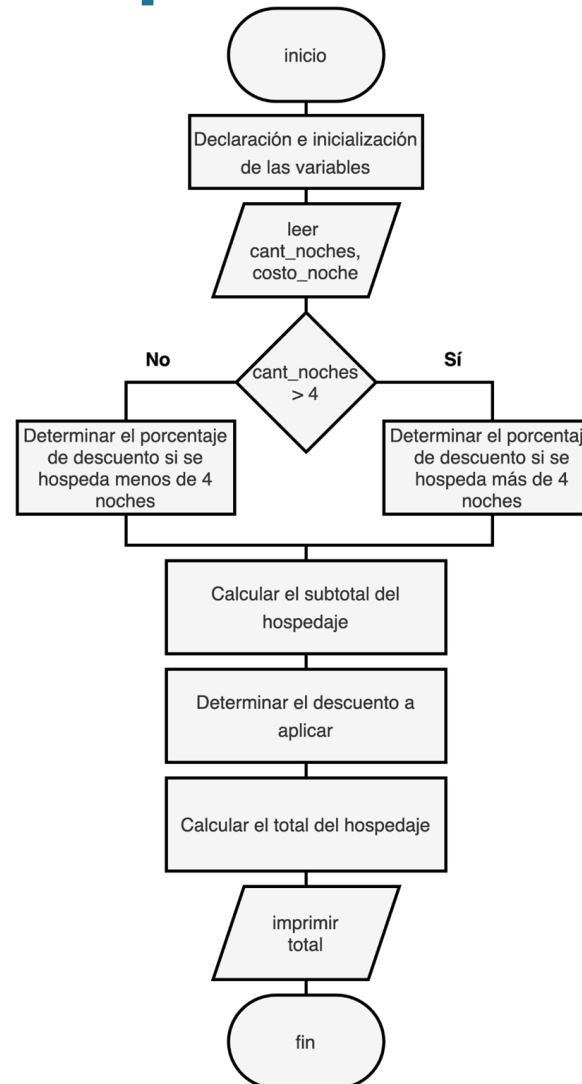 inicio
Declaración e inicialización
de las variables
leer
cant_noches,
costo_noche
cant_noches
> 4
No
Sí
Determinar el porcentaje
de descuento si se
hospeda menos de 4
noches
Determinar el porcentaj
de descuento si se
hospeda más de 4
noches
Calcular el subtotal del
hospedaje
Determinar el descuento a
aplicar
Calcular el total del hospedaje
imprimir
total
fin